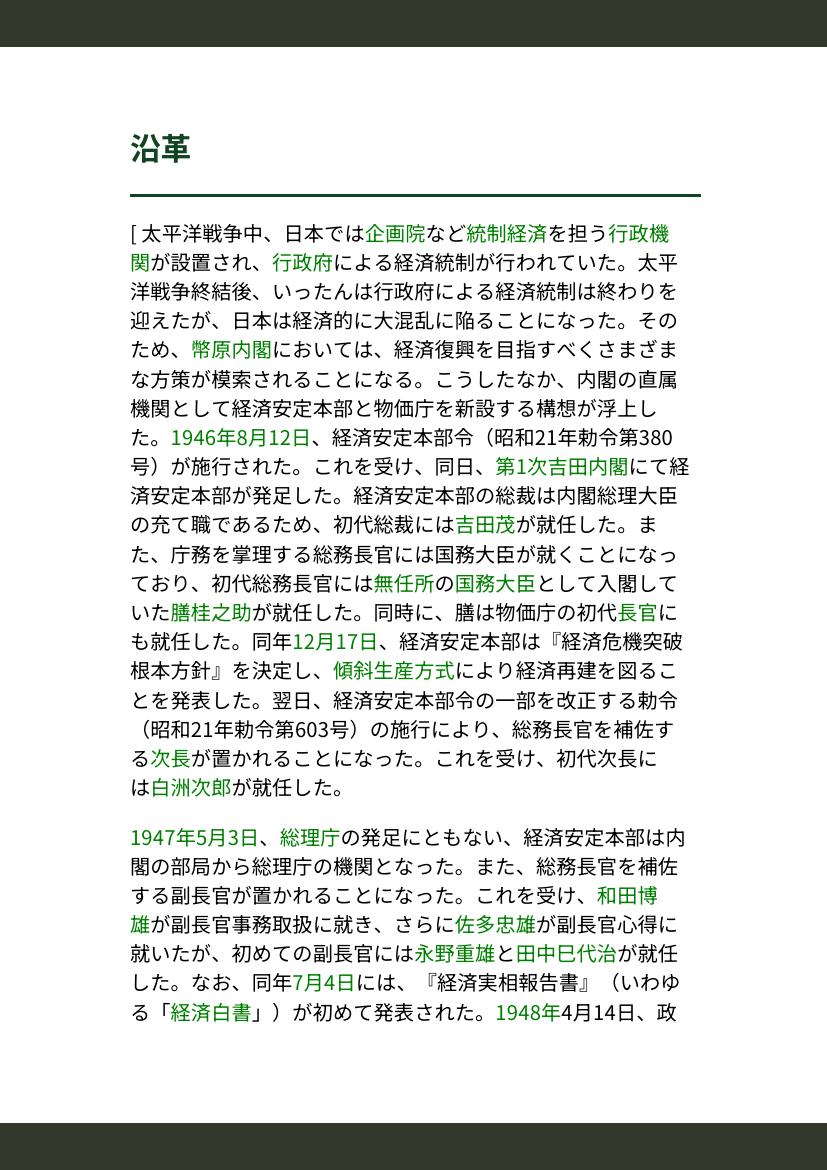 沿革
[ 太平洋戦争中、日本では企画院など統制経済を担う行政機
関が設置され、行政府による経済統制が行われていた。太平
洋戦争終結後、いったんは行政府による経済統制は終わりを
迎えたが、日本は経済的に大混乱に陥ることになった。その
ため、幣原内閣においては、経済復興を目指すべくさまざま
な方策が模索されることになる。こうしたなか、内閣の直属
機関として経済安定本部と物価庁を新設する構想が浮上し
た。1946年8月12日、経済安定本部令（昭和21年勅令第380
号）が施行された。これを受け、同日、第1次吉田内閣にて経
済安定本部が発足した。経済安定本部の総裁は内閣総理大臣
の充て職であるため、初代総裁には吉田茂が就任した。ま
た、庁務を掌理する総務長官には国務大臣が就くことになっ
ており、初代総務長官には無任所の国務大臣として入閣して
いた膳桂之助が就任した。同時に、膳は物価庁の初代長官に
も就任した。同年12月17日、経済安定本部は『経済危機突破
根本方針』を決定し、傾斜生産方式により経済再建を図るこ
とを発表した。翌日、経済安定本部令の一部を改正する勅令
（昭和21年勅令第603号）の施行により、総務長官を補佐す
る次長が置かれることになった。これを受け、初代次長に
は白洲次郎が就任した。
1947年5月3日、総理庁の発足にともない、経済安定本部は内
閣の部局から総理庁の機関となった。また、総務長官を補佐
する副長官が置かれることになった。これを受け、和田博
雄が副長官事務取扱に就き、さらに佐多忠雄が副長官心得に
就いたが、初めての副長官には永野重雄と田中巳代治が就任
した。なお、同年7月4日には、『経済実相報告書』（いわゆ
る「経済白書」）が初めて発表された。1948年4月14日、政